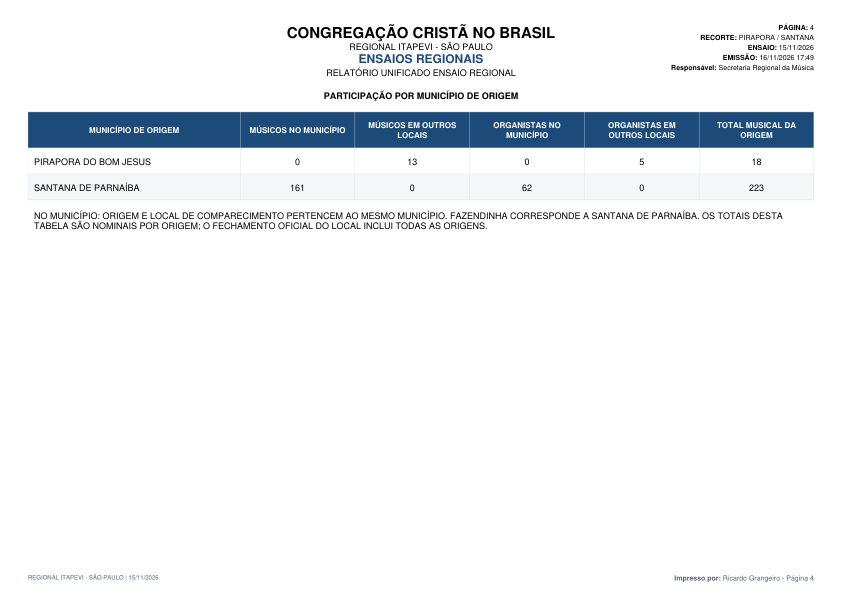 CONGREGAÇÃO CRISTÃ NO BRASIL
REGIONAL ITAPEVI - SÃO PAULO
ENSAIOS REGIONAIS
RELATÓRIO UNIFICADO ENSAIO REGIONAL
PÁGINA: 4
RECORTE: PIRAPORA / SANTANA
ENSAIO: 15/11/2026
EMISSÃO: 16/11/2026 17:49
Responsável: Secretaria Regional da Música
PARTICIPAÇÃO POR MUNICÍPIO DE ORIGEM
MUNICÍPIO DE ORIGEM MÚSICOS NO MUNICÍPIO MÚSICOS EM OUTROS LOCAIS ORGANISTAS NO MUNICÍPIO ORGANISTAS EM OUTROS LOCAIS TOTAL MUSICAL DA ORIGEM
PIRAPORA DO BOM JESUS 0 13 0 5 18
SANTANA DE PARNAÍBA 161 0 62 0 223
NO MUNICÍPIO: ORIGEM E LOCAL DE COMPARECIMENTO PERTENCEM AO MESMO MUNICÍPIO. FAZENDINHA CORRESPONDE A SANTANA DE PARNAÍBA. OS TOTAIS DESTA
TABELA SÃO NOMINAIS POR ORIGEM; O FECHAMENTO OFICIAL DO LOCAL INCLUI TODAS AS ORIGENS.
REGIONAL ITAPEVI - SÃO PAULO | 15/11/2026
Impresso por: Ricardo Grangeiro - Página 4